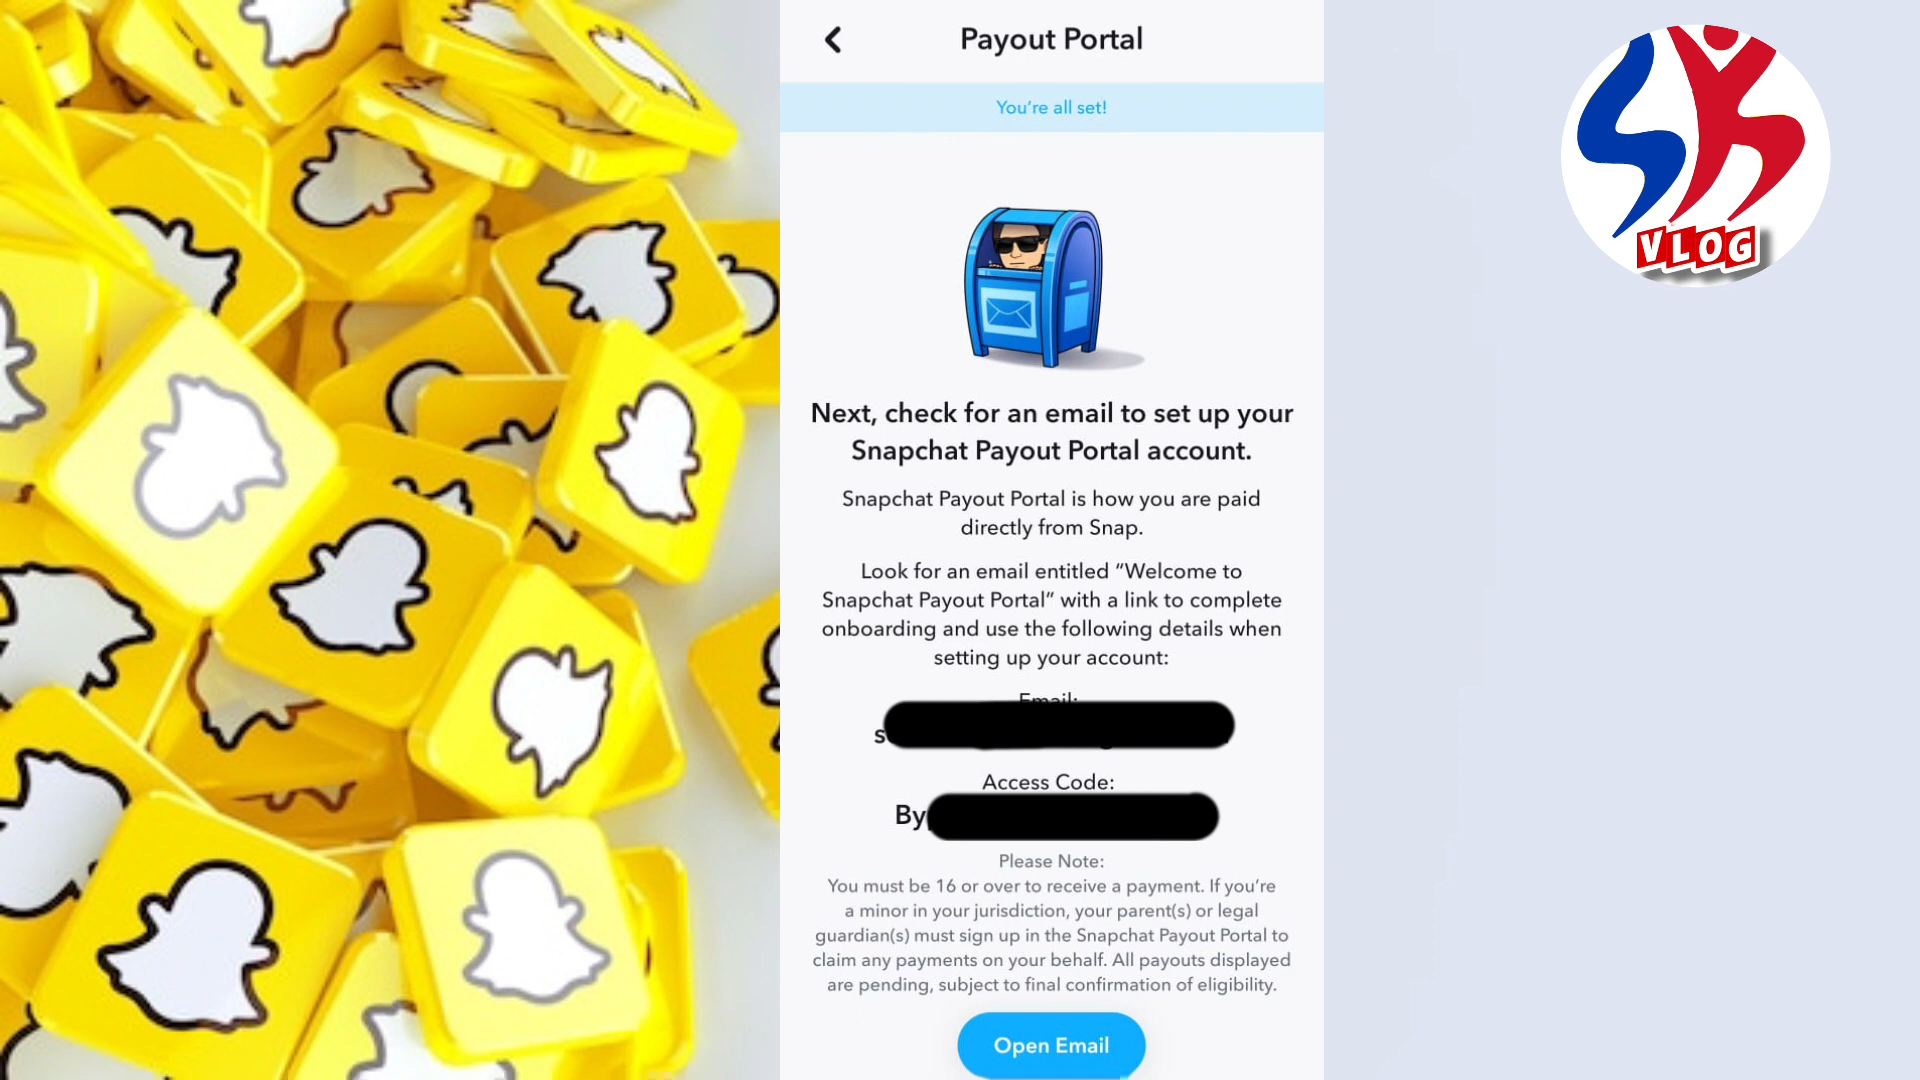 Payout Portal
You're all set!
Next, check for an email to set up your
Snapchat Payout Portal account.
Snapchat Payout Portal is how you are paid
directly from Snap.
Look for an email entitled “Welcome to
Snapchat Payout Portal” with a link to complete
onboarding and use the following details when
setting up your account:
Email:
s
Access Code:
By
Please Note:
You must be 16 or over to receive a payment. If you're
a minor in your jurisdiction, your parent(s) or legal
guardian(s) must sign up in the Snapchat Payout Portal to
claim any payments on your behalf. All payouts displayed
are pending, subject to final confirmation of eligibility.
Open Email
SK
VLOG